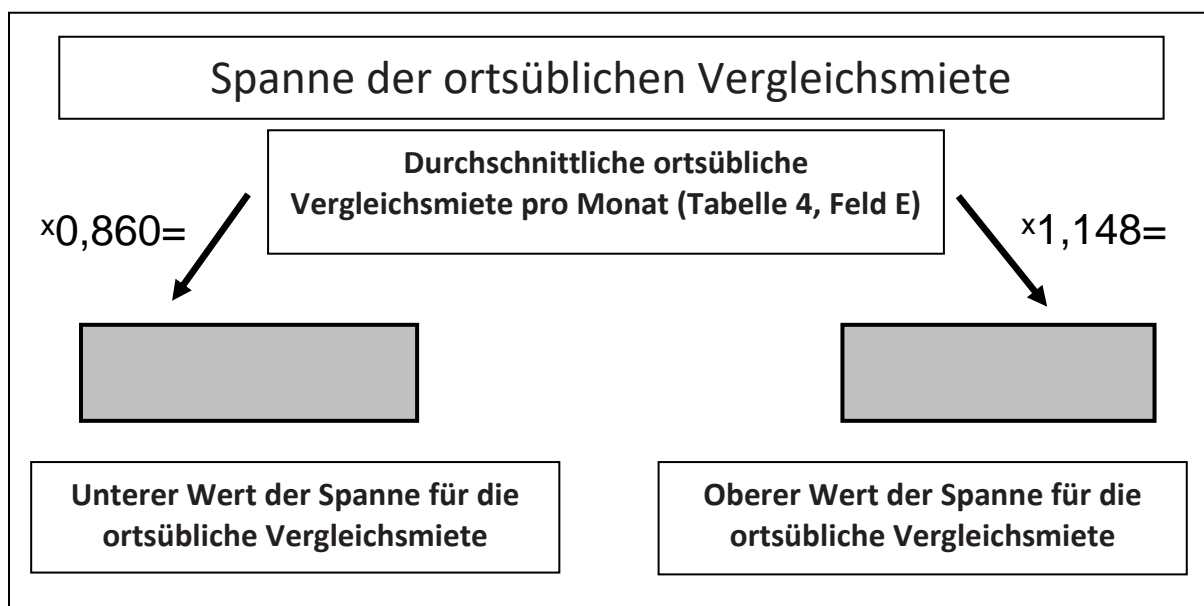 Spanne der ortsüblichen Vergleichsmiete
Durchschnittliche ortsübliche
Vergleichsmiete pro Monat (Tabelle 4, Feld E)
x0,860=
x1,148=
Unterer Wert der Spanne für die
ortsübliche Vergleichsmiete
Oberer Wert der Spanne für die
ortsübliche Vergleichsmiete